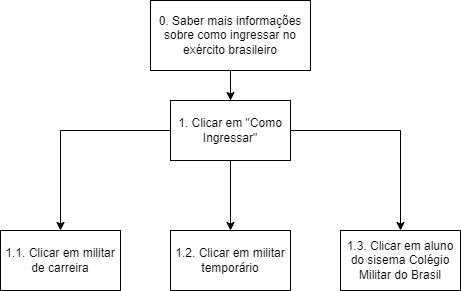 0. Saber mais informações
sobre como ingressar no
exército brasileiro
1. Clicar em "Como
Ingressar"
1.1. Clicar em militar
de carreira
1.2. Clicar em militar
temporário
1.3. Clicar em aluno
do sisema Colégio
Militar do Brasil